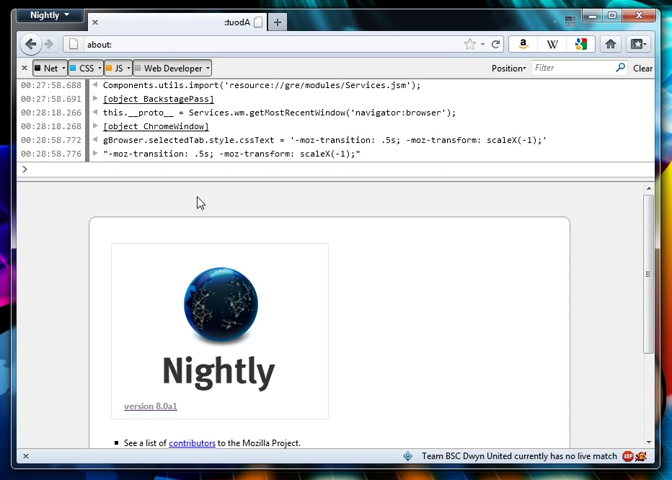 Nightly
About:
about:
Net CSS JS Web Developer Position Filter Clear
00:27:58.688 Components.utils.import('resource://gre/modules/Services.jsm');
00:27:58.691 [object BackstagePass]
00:28:18.266 this.__proto__ = Services.wm.getMostRecentWindow('navigator:browser');
00:28:18.268 [object ChromeWindow]
00:28:58.772 gBrowser.selectedTab.style.cssText = '-moz-transition: .5s; -moz-transform: scaleX(-1);'
00:28:58.776 "-moz-transition: .5s; -moz-transform: scaleX(-1);"
Nightly
version 8.0a1
See a list of contributors to the Mozilla Project.
Team BSC Dwyn United currently has no live match
ABP